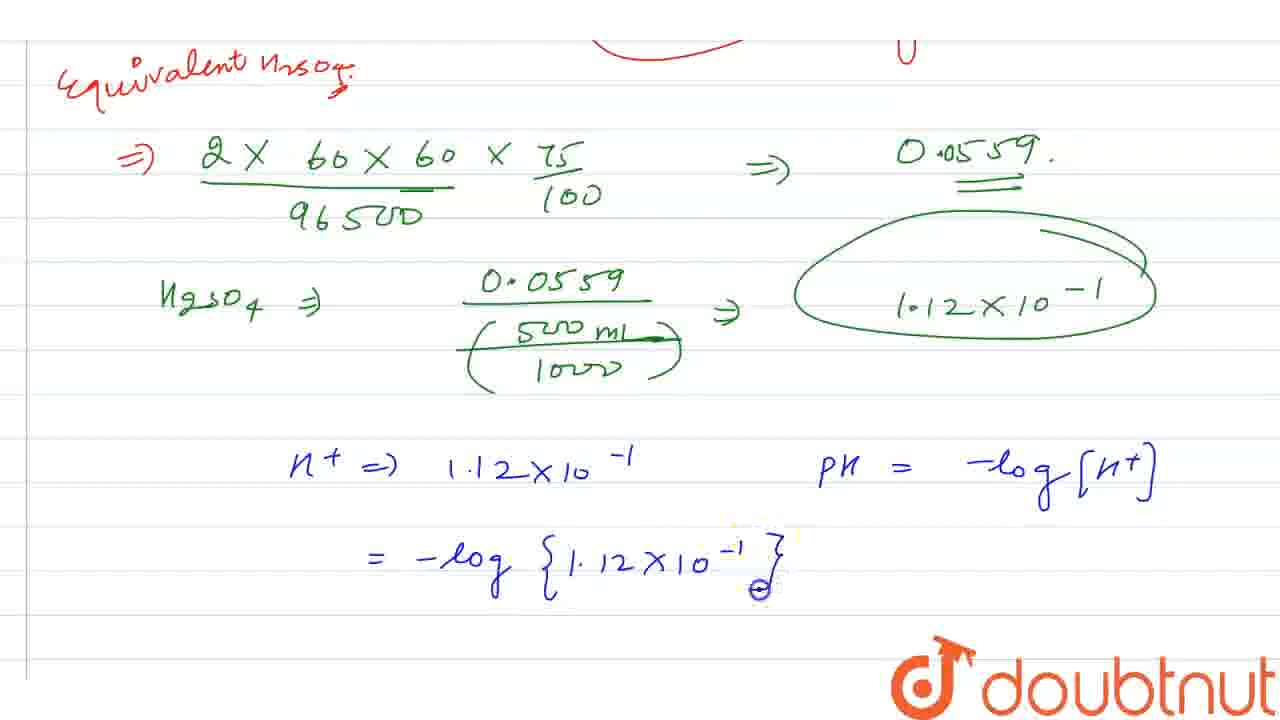 Equivalent H2SO4.
⇒ 2 × 60 × 60 / 96500 × 75 / 100 ⇒ 0.0559.
H2SO4 ⇒ 0.0559 / (500 ml / 1000) ⇒ 1.12 × 10^-1
H+ ⇒ 1.12 × 10^-1 PH = -log [H+]
= -log {1.12 × 10^-1}
doubtnut